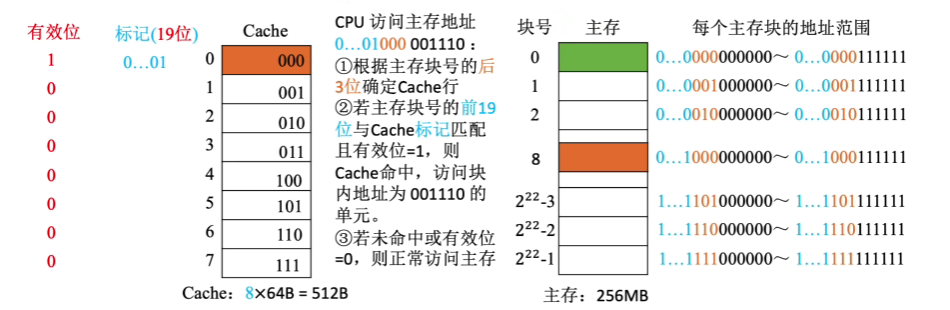 有效位 标记(19位) Cache
1 0…01 0 000
0 1 001
0 2 010
0 3 011
0 4 100
0 5 101
0 6 110
0 7 111
Cache：8×64B = 512B
CPU 访问主存地址
0…01000 001110：
①根据主存块号的后
3位确定Cache行
②若主存块号的前19
位与Cache标记匹配
且有效位=1，则
Cache命中，访问块
内地址为 001110 的
单元。
③若未命中或有效位
=0，则正常访问主存
块号 主存 每个主存块的地址范围
0 0…0000000000～ 0…0000111111
1 0…0001000000～ 0…0001111111
2 0…0010000000～ 0…0010111111
8 0…1000000000～ 0…1000111111
2²²-3 1…1101000000～ 1…1101111111
2²²-2 1…1110000000～ 1…1110111111
2²²-1 1…1111000000～ 1…1111111111
主存：256MB